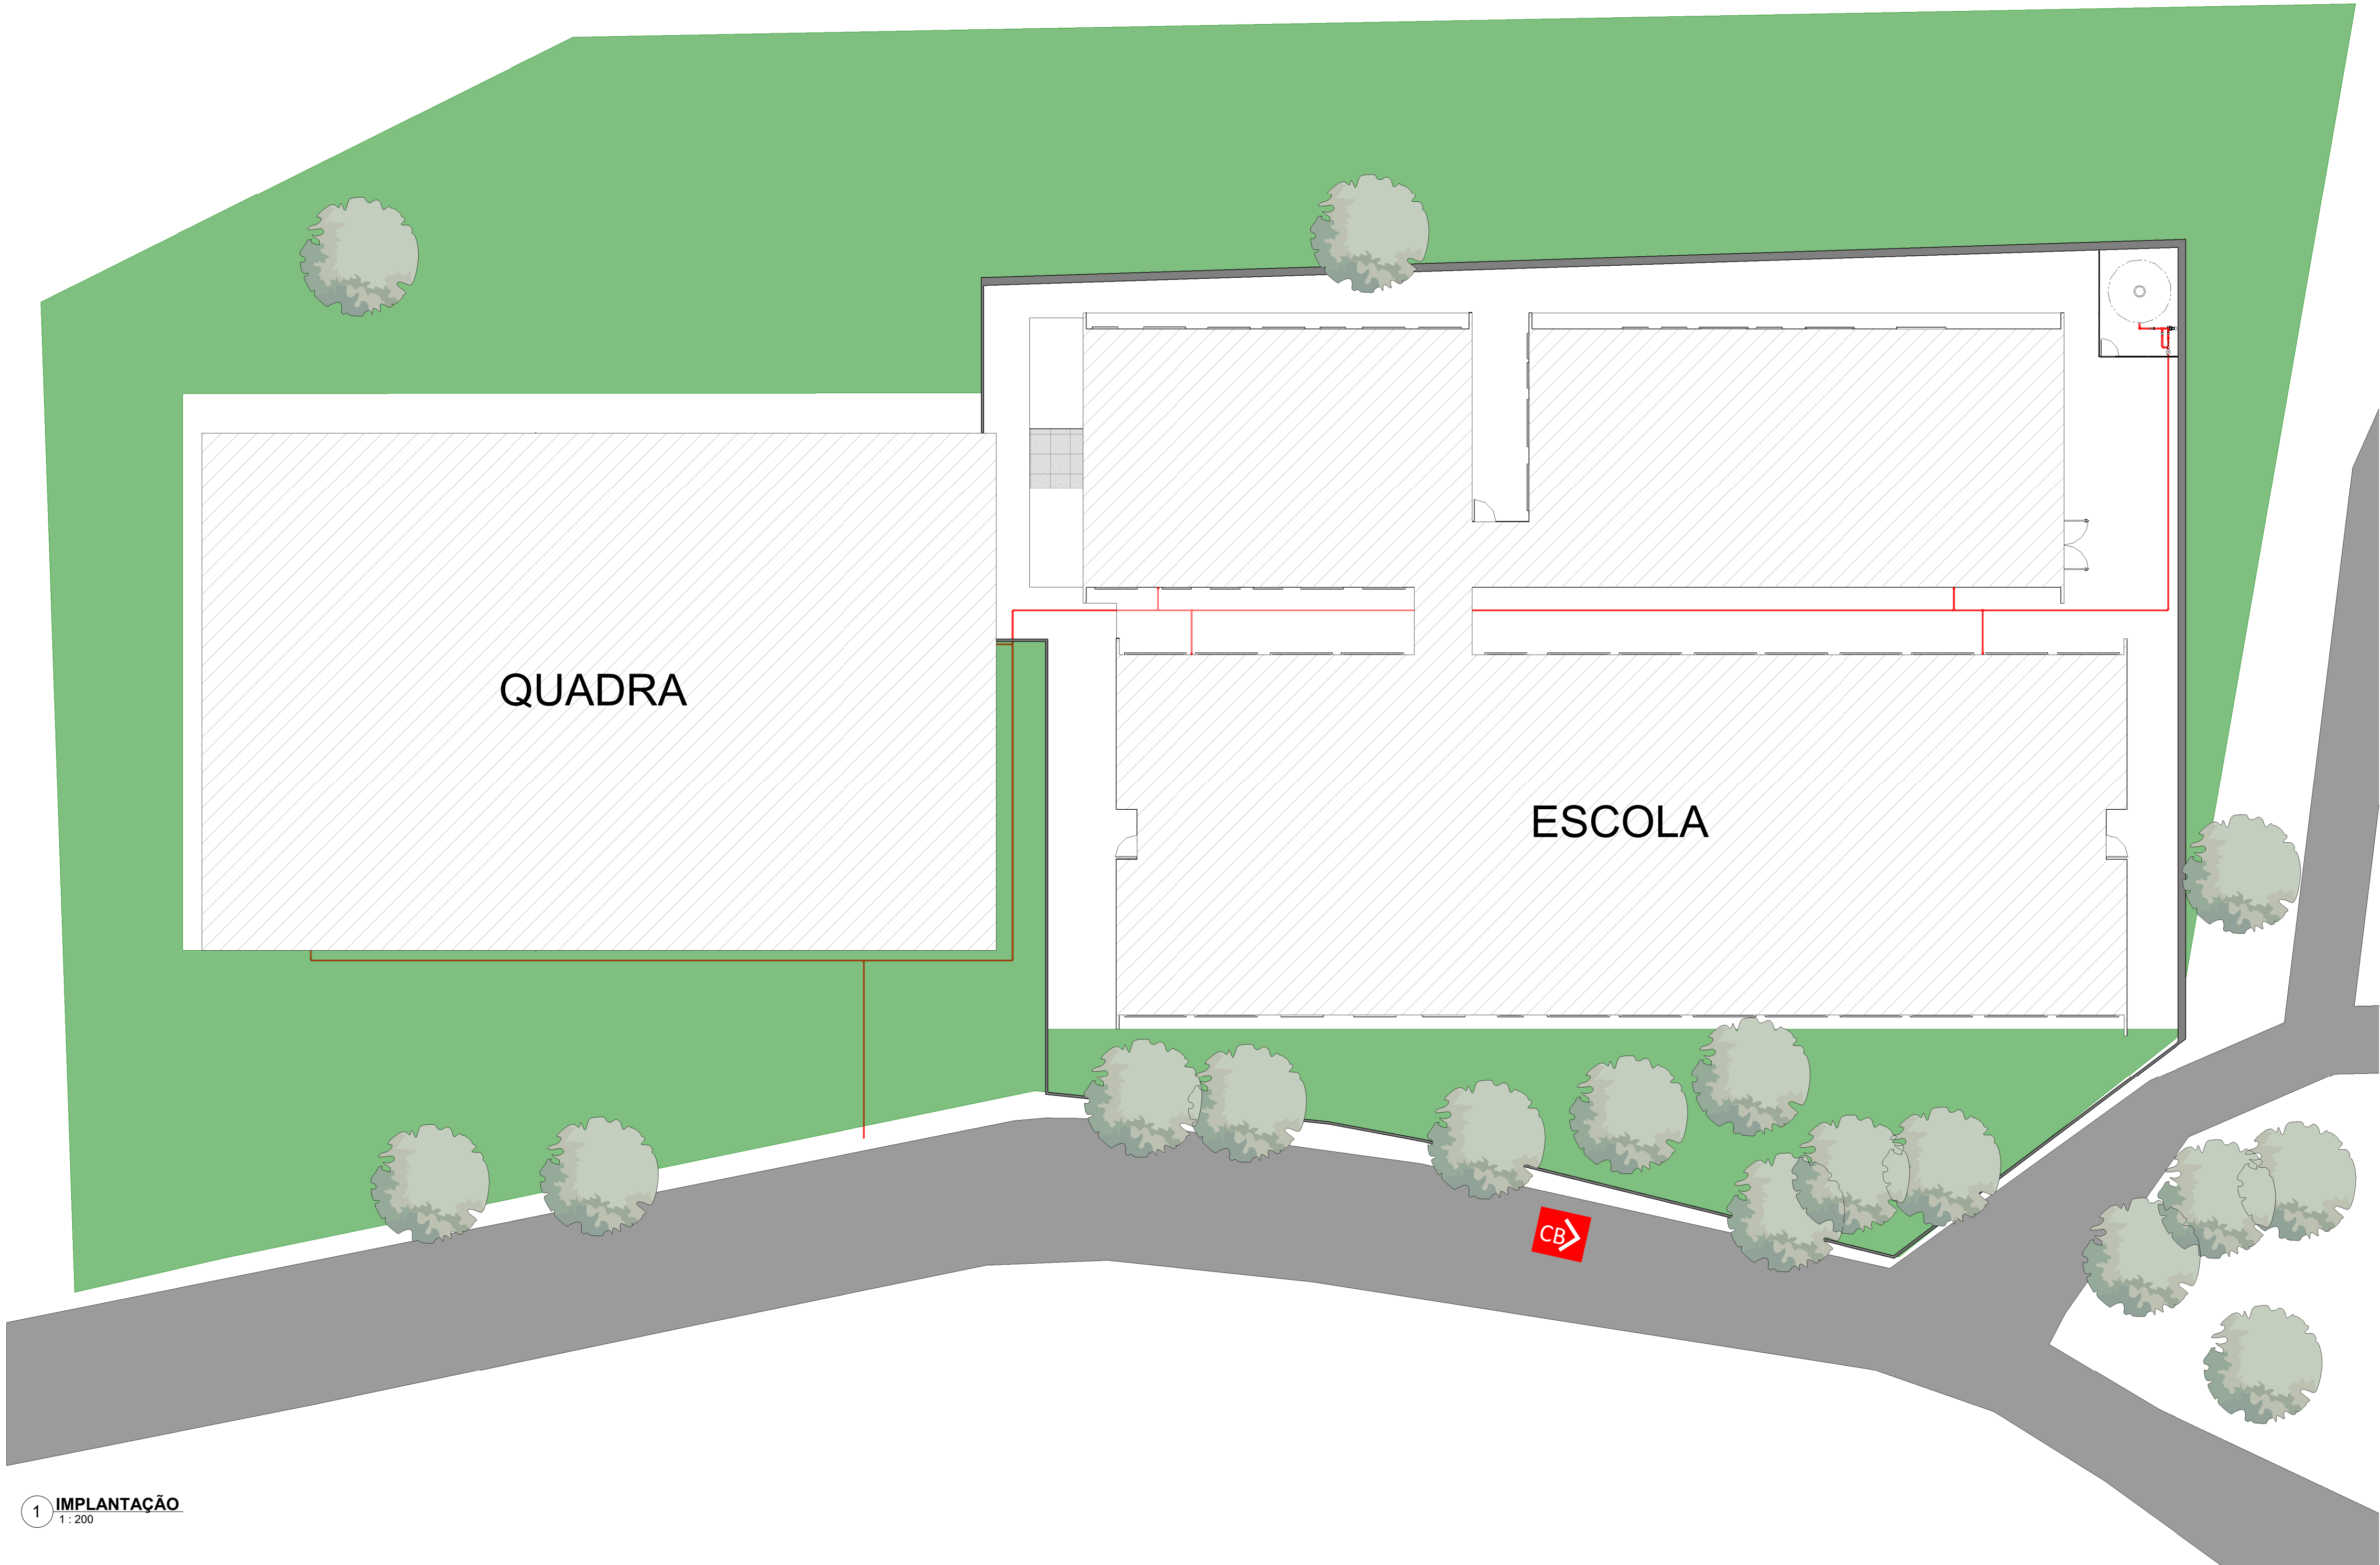 QUADRA
ESCOLA
CB
1 IMPLANTAÇÃO
1 : 200